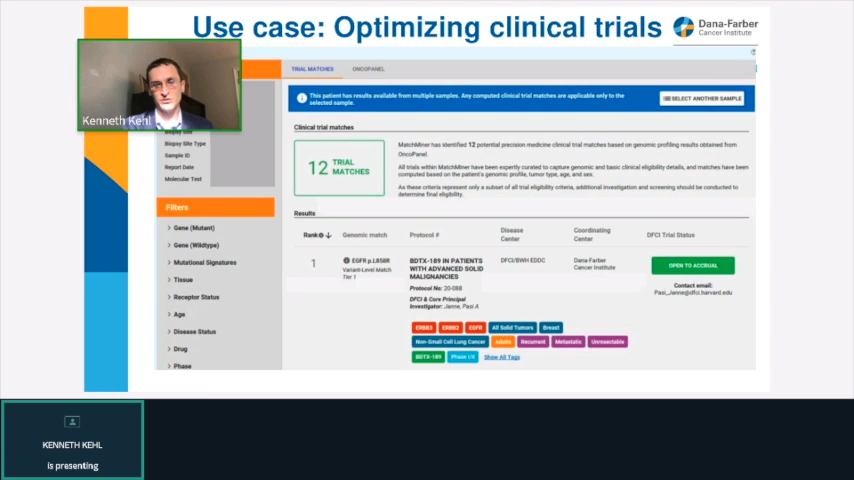 Use case: Optimizing clinical trials
Dana-Farber
Cancer Institute
Kenneth Kehl
TRIAL MATCHES
ONCOPANEL
This patient has results available from multiple samples. Any computed clinical trial matches are applicable only to the
selected sample.
SELECT ANOTHER SAMPLE
Biopsy Site
Biopsy Site Type
Sample ID
Report Date
Molecular Test
Clinical trial matches
12 TRIAL
MATCHES
MatchMiner has identified 12 potential precision medicine clinical trial matches based on genomic profiling results obtained from
OncoPanel.
All trials within MatchMiner have been expertly curated to capture genomic and basic clinical eligibility details, and matches have been
computed based on the patient's genomic profile, tumor type, age, and sex.
As these criteria represent only a subset of all trial eligibility criteria, additional investigation and screening should be conducted to
determine final eligibility.
Filters
Gene (Mutant)
Gene (Wildtype)
Mutational Signatures
Tissue
Receptor Status
Age
Disease Status
Drug
Phase
Results
Rank
Genomic match
Protocol #
Disease
Center
Coordinating
Center
DFCI Trial Status
1
EGFR p.L858R
Variant-Level Match
Tier 1
BDTX-189 IN PATIENTS
WITH ADVANCED SOLID
MALIGNANCIES
Protocol No: 20-088
DFCI & Core Principal
Investigator: Janne, Pasi A
DFCI/BWH EDDC
Dana-Farber
Cancer Institute
OPEN TO ACCRUAL
Contact email:
Pasi_Janne@dfci.harvard.edu
ERBB3 ERBB2 EGFR All Solid Tumors Breast
Non-Small Cell Lung Cancer Adults Recurrent Metastatic Unresectable
BDTX-189 Phase I/II Show All Tags
KENNETH KEHL
is presenting